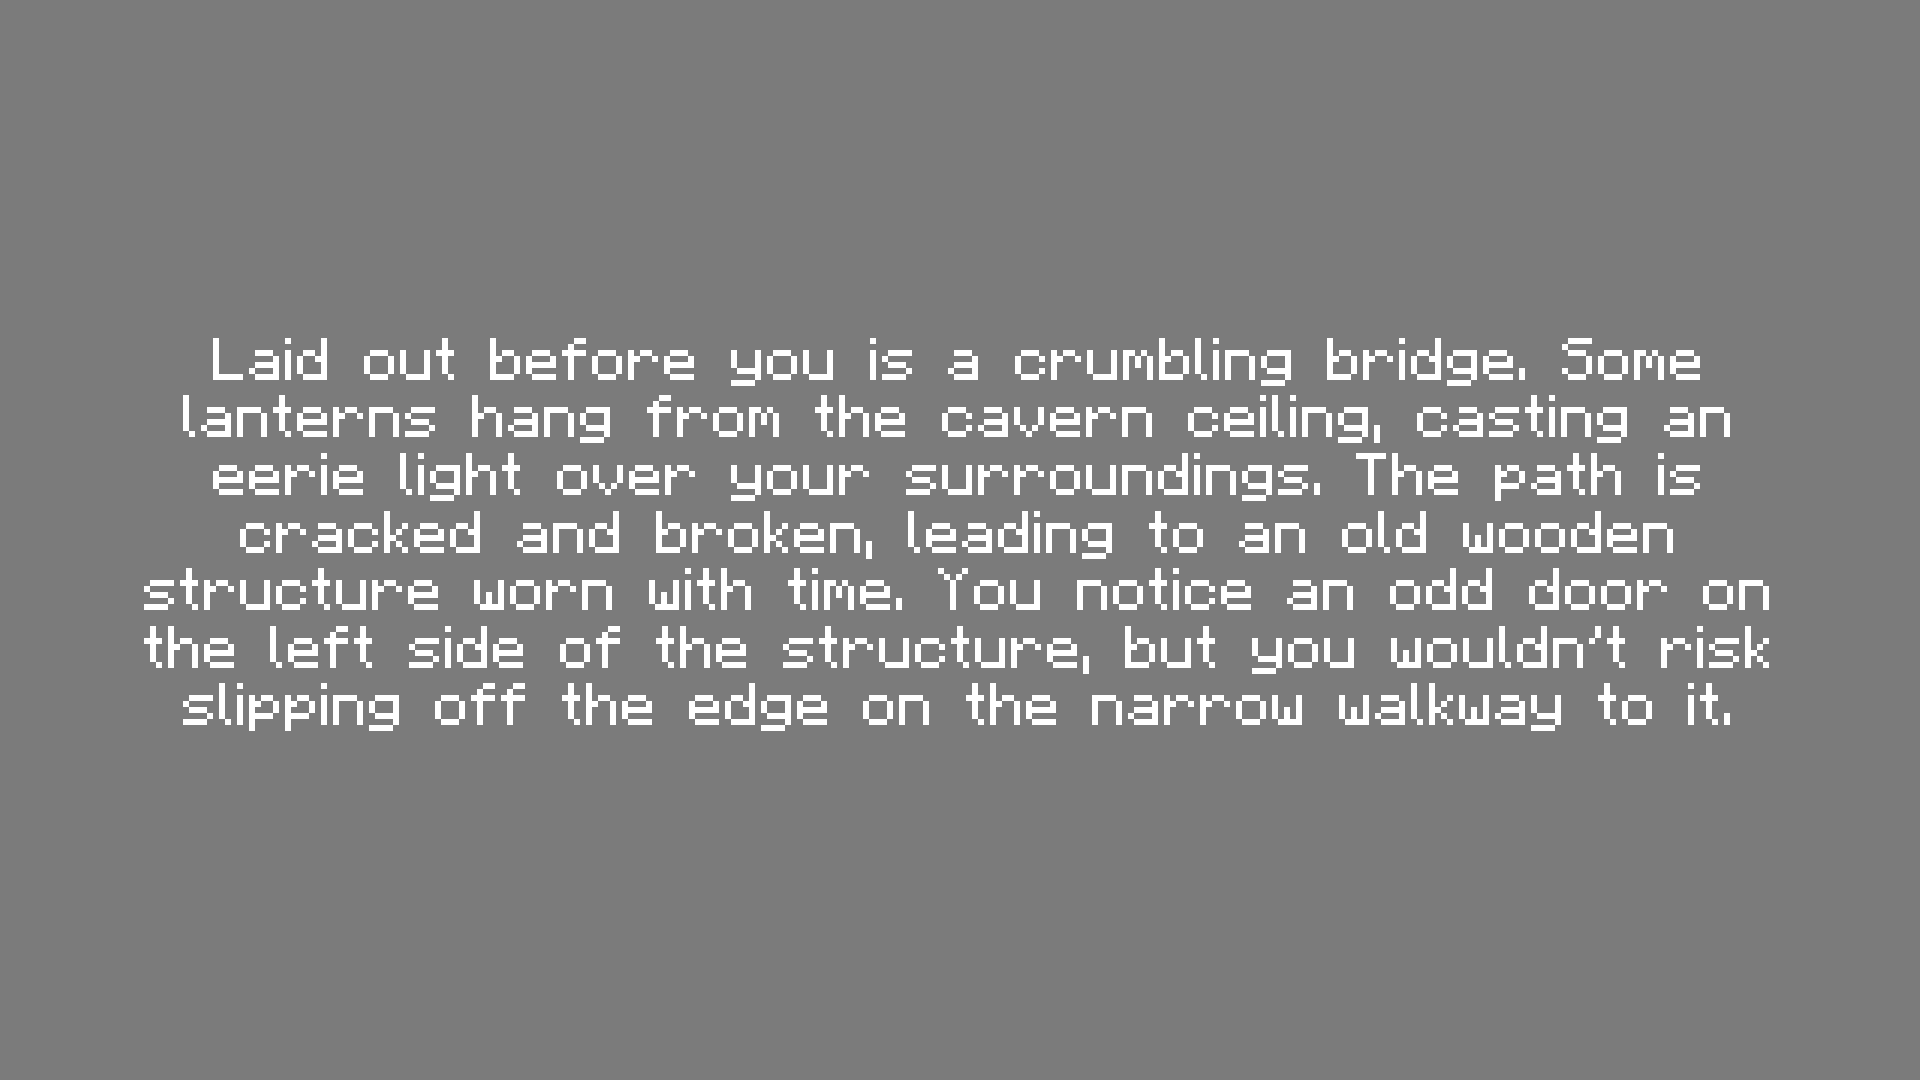 Laid out before you is a crumbling bridge. Some
lanterns hang from the cavern ceiling, casting an
eerie light over your surroundings. The path is
cracked and broken, leading to an old wooden
structure worn with time. You notice an odd door on
the left side of the structure, but you wouldn't risk
slipping off the edge on the narrow walkway to it.